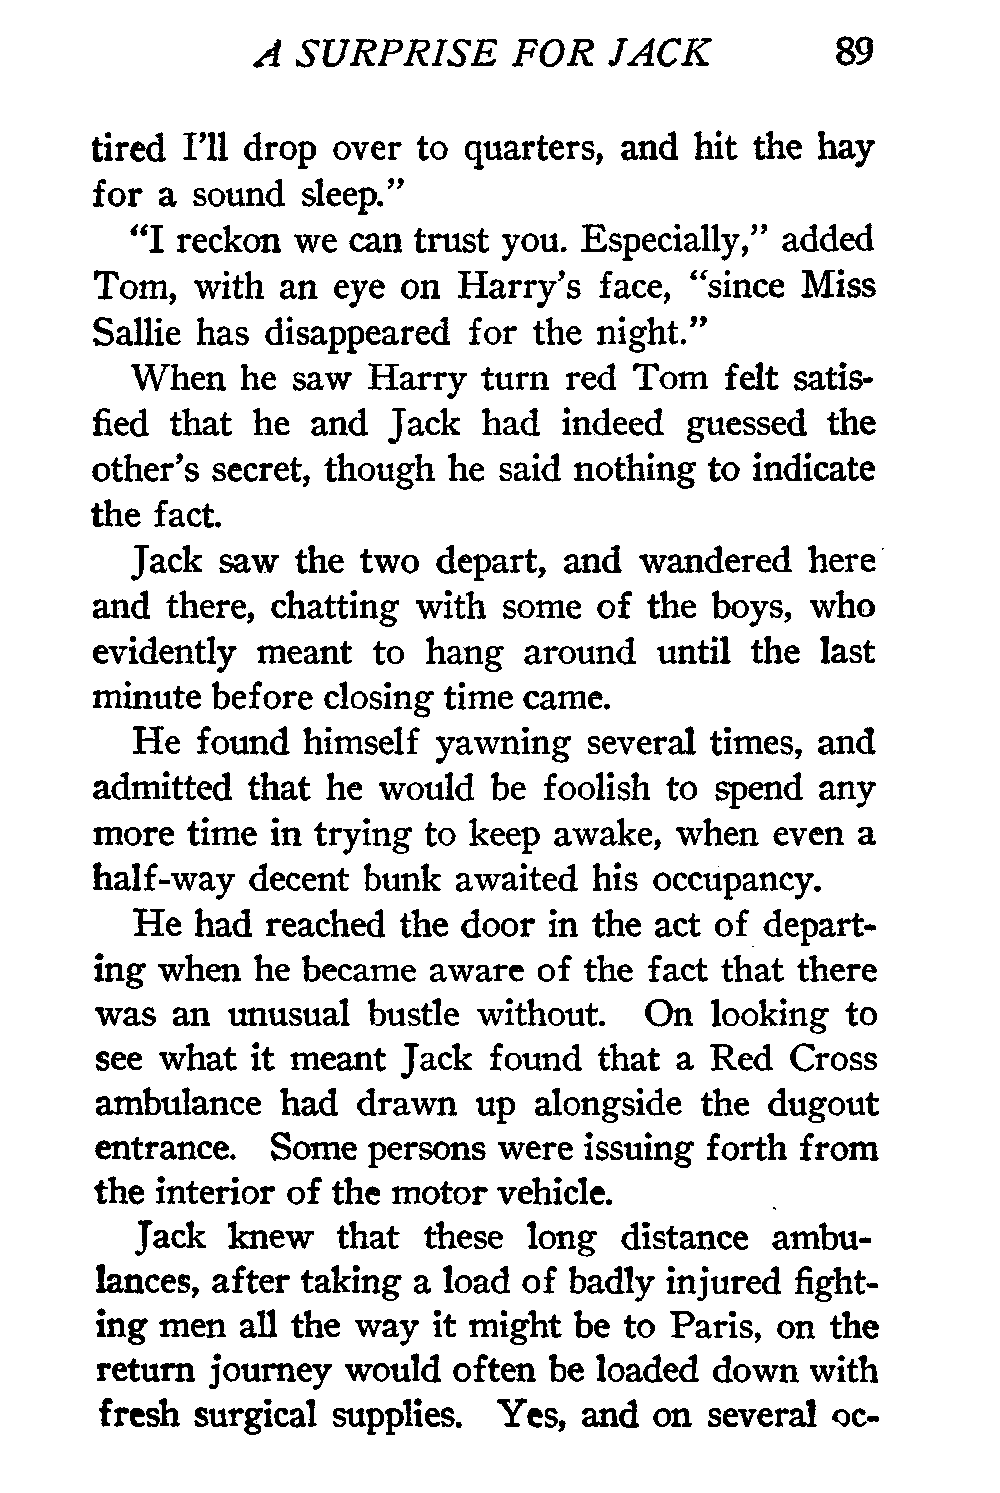 A SURPRISE FOR JACK 89
tired I'll drop over to quarters, and hit the hay
for a sound sleep."
"I reckon we can trust you. Especially," added
Tom, with an eye on Harry's face, "since Miss
Sallie has disappeared for the night."
When he saw Harry turn red Tom felt satis-
fied that he and Jack had indeed guessed the
other's secret, though he said nothing to indicate
the fact.
Jack saw the two depart, and wandered here
and there, chatting with some of the boys, who
evidently meant to hang around until the last
minute before closing time came.
He found himself yawning several times, and
admitted that he would be foolish to spend any
more time in trying to keep awake, when even a
half-way decent bunk awaited his occupancy.
He had reached the door in the act of depart-
ing when he became aware of the fact that there
was an unusual bustle without. On looking to
see what it meant Jack found that a Red Cross
ambulance had drawn up alongside the dugout
entrance. Some persons were issuing forth from
the interior of the motor vehicle.
Jack knew that these long distance ambu-
lances, after taking a load of badly injured fight-
ing men all the way it might be to Paris, on the
return journey would often be loaded down with
fresh surgical supplies. Yes, and on several oc-